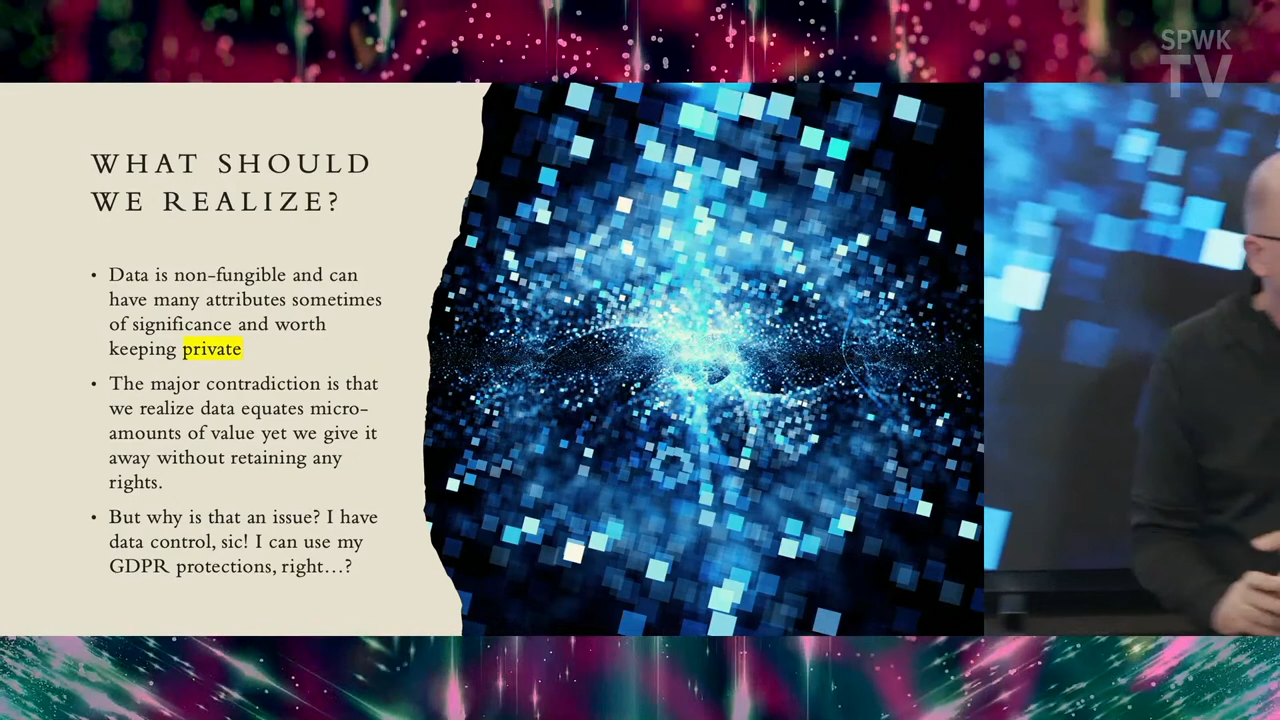 SPWK
TV
WHAT SHOULD
WE REALIZE?
• Data is non-fungible and can
have many attributes sometimes
of significance and worth
keeping private
• The major contradiction is that
we realize data equates micro-
amounts of value yet we give it
away without retaining any
rights.
• But why is that an issue? I have
data control, sic! I can use my
GDPR protections, right…?